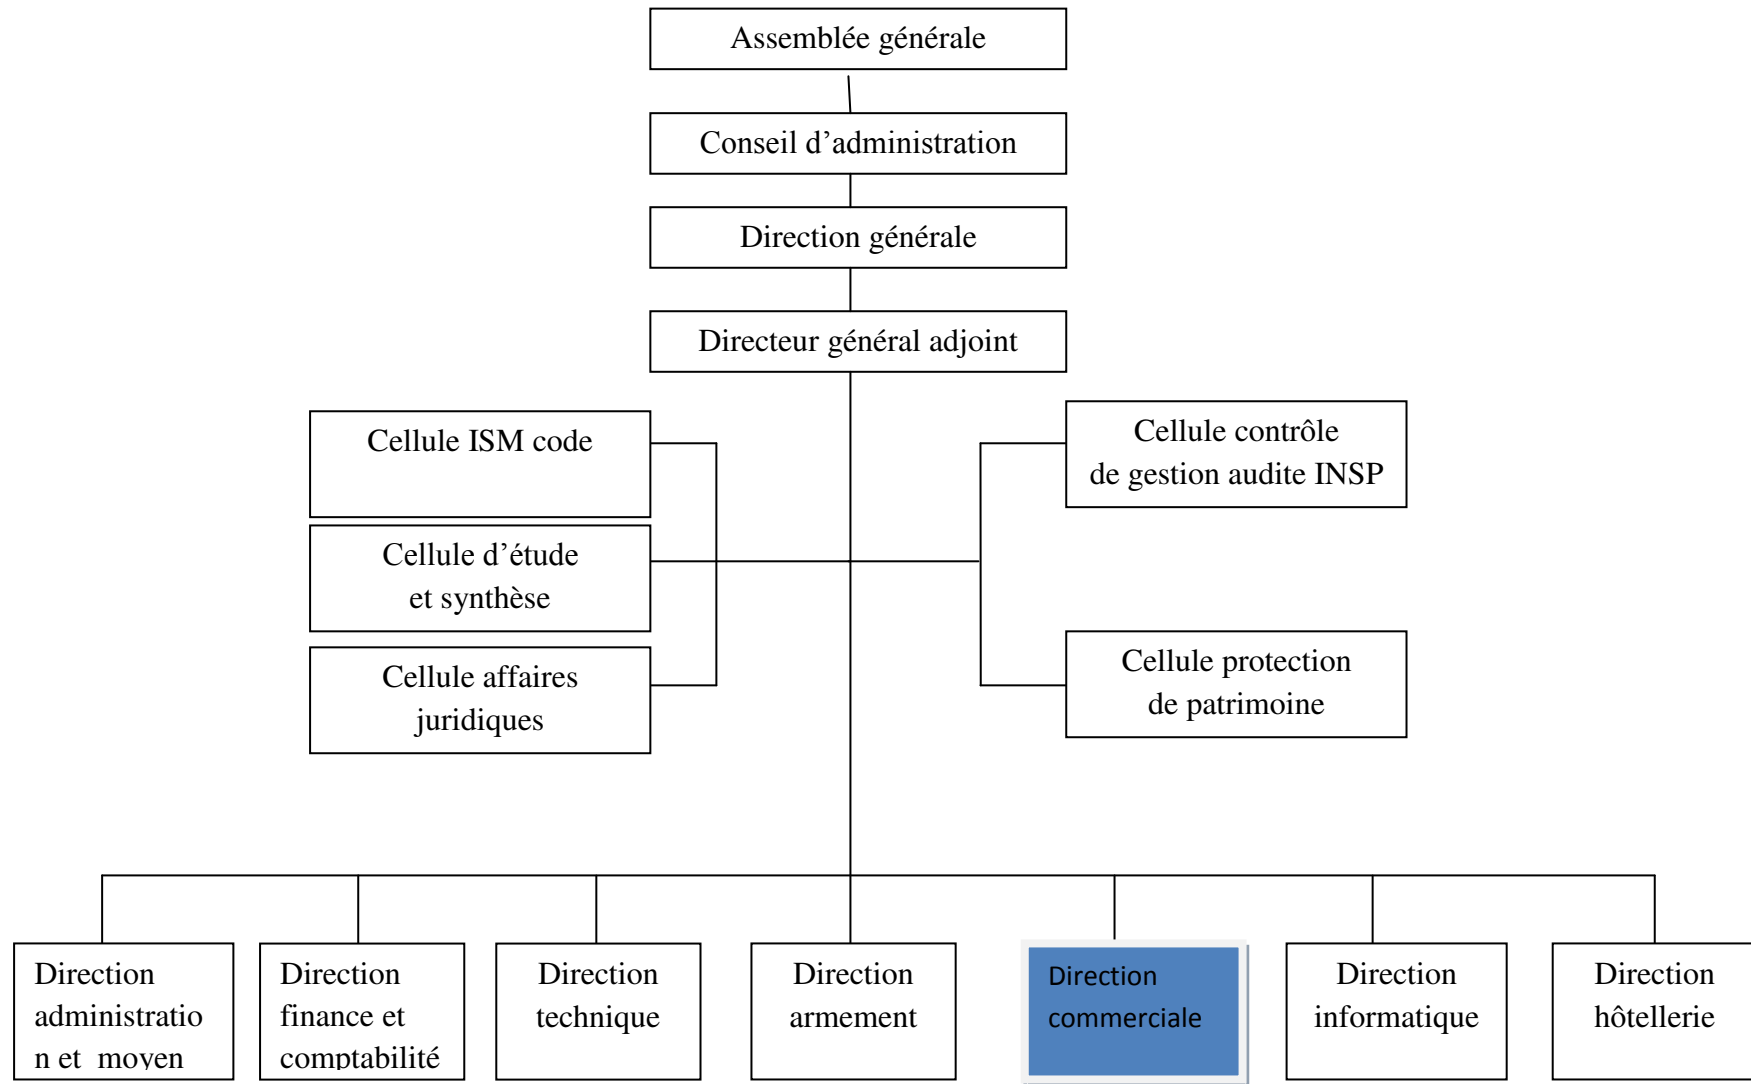 Assemblée générale
Conseil d’administration
Direction générale
Directeur général adjoint
Cellule ISM code
Cellule contrôle
de gestion audite INSP
Cellule d’étude
et synthèse
Cellule affaires
juridiques
Cellule protection
de patrimoine
Direction
administratio
n et moyen
Direction
finance et
comptabilité
Direction
technique
Direction
armement
Direction
commerciale
Direction
informatique
Direction
hôtellerie